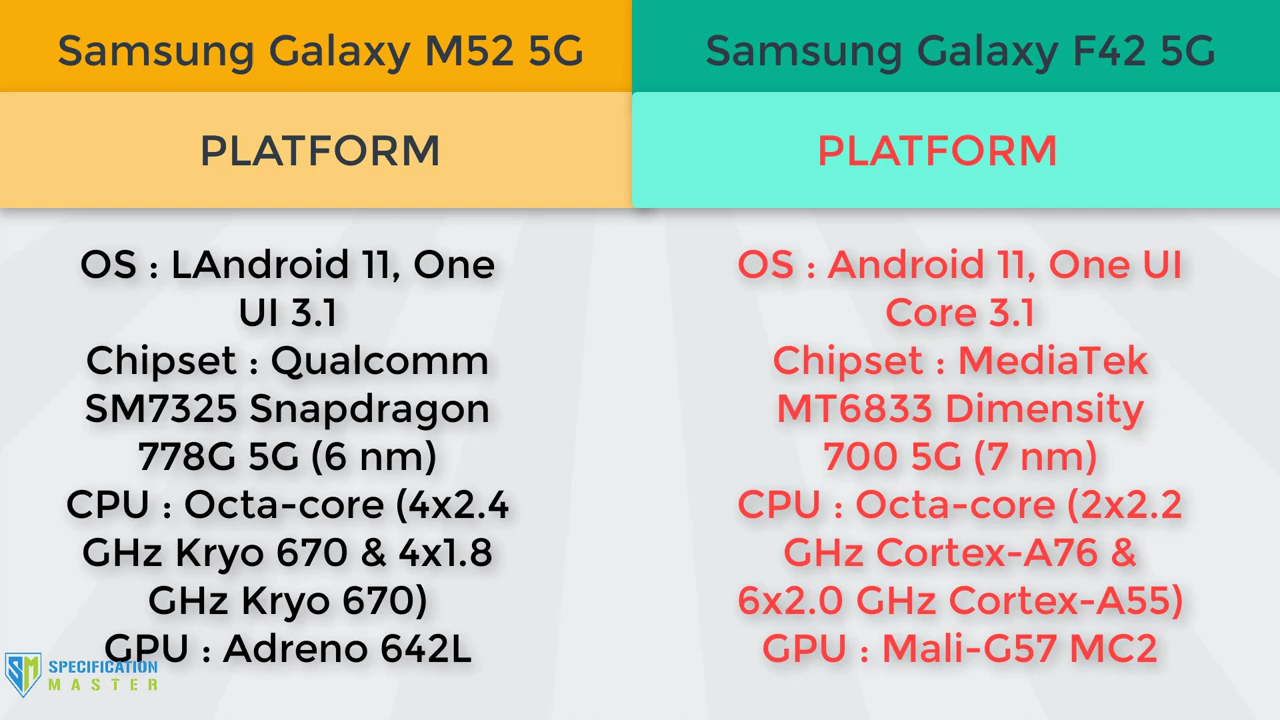 Samsung Galaxy M52 5G
PLATFORM
OS : LAndroid 11, One
UI 3.1
Chipset : Qualcomm
SM7325 Snapdragon
778G 5G (6 nm)
CPU : Octa-core (4x2.4
GHz Kryo 670 & 4x1.8
GHz Kryo 670)
GPU : Adreno 642L
Samsung Galaxy F42 5G
PLATFORM
OS : Android 11, One UI
Core 3.1
Chipset : MediaTek
MT6833 Dimensity
700 5G (7 nm)
CPU : Octa-core (2x2.2
GHz Cortex-A76 &
6x2.0 GHz Cortex-A55)
GPU : Mali-G57 MC2
SM SPECIFICATION
MASTER